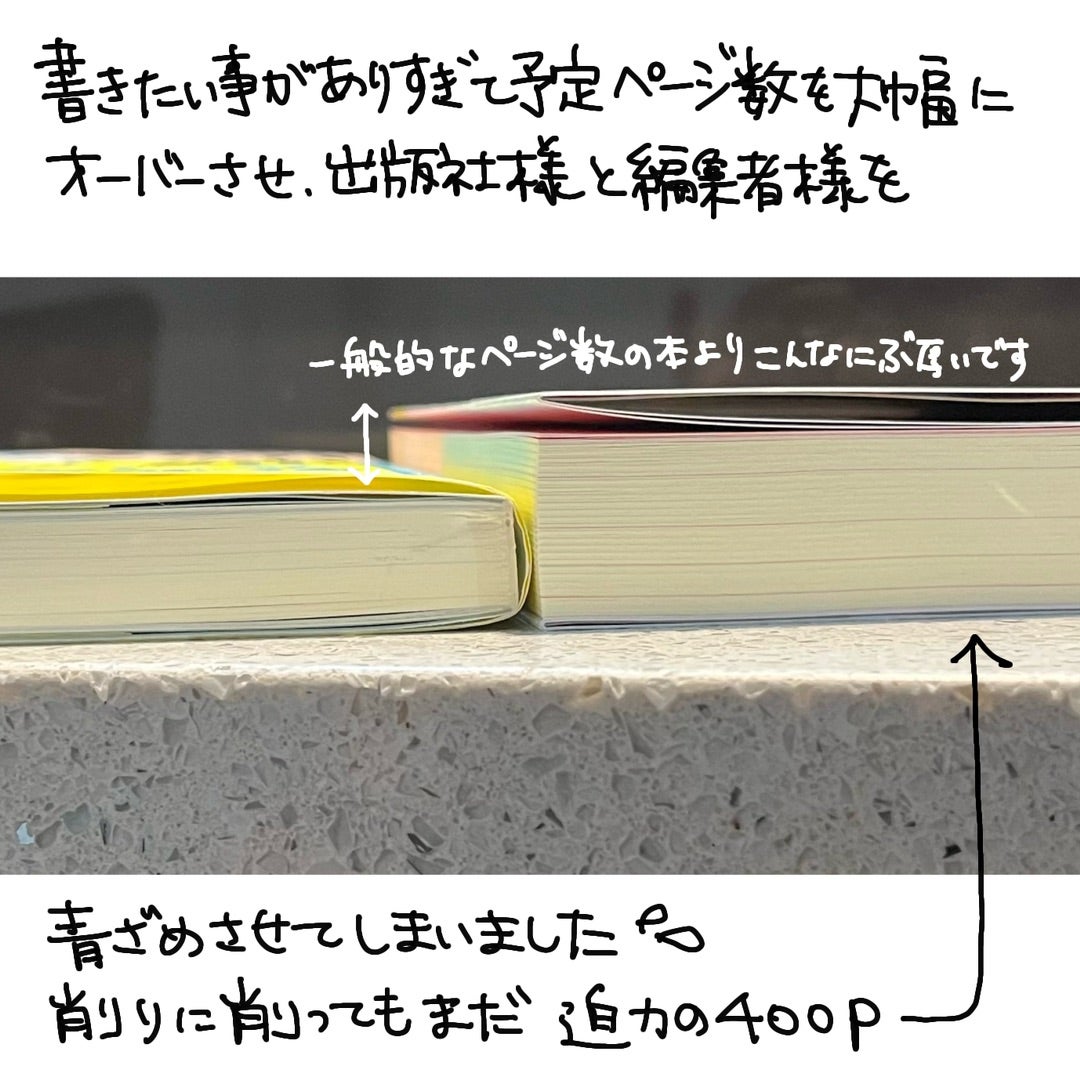 書きたい事がありすぎて予定ページ数を大幅に
オーバーさせ、出版社様と編集者様を
一般的なページ数の本よりこんなにぶ厚いです
青ざめさせてしまいました
削りに削ってもまだ 迫力の400P